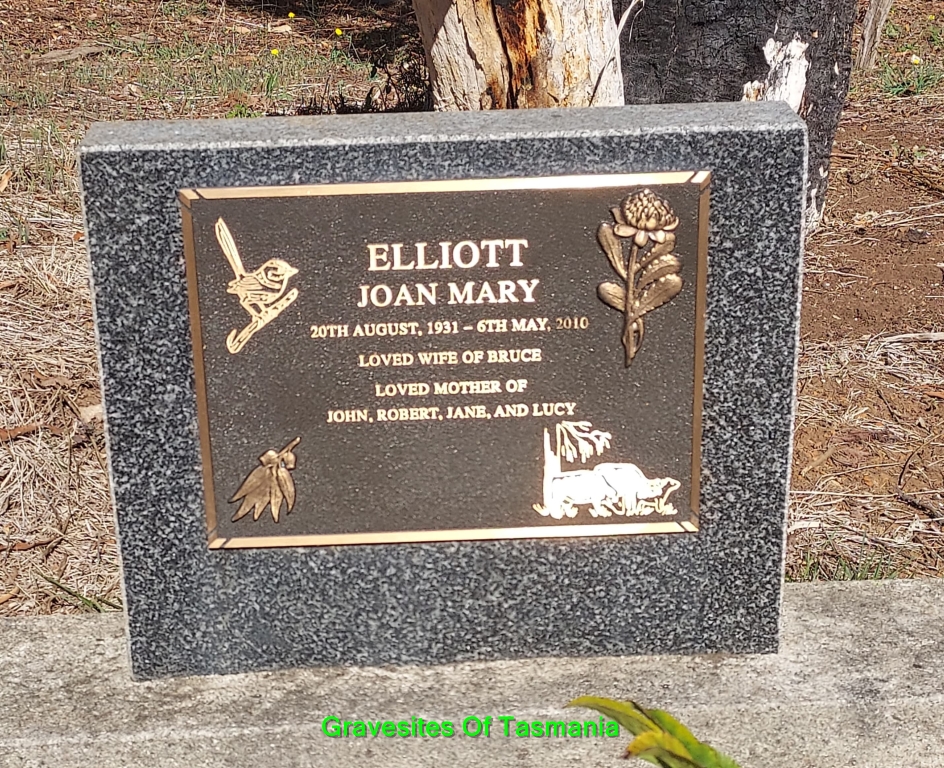 ELLIOTT
JOAN MARY
20TH AUGUST, 1931 – 6TH MAY, 2010
LOVED WIFE OF BRUCE
LOVED MOTHER OF
JOHN, ROBERT, JANE, AND LUCY
Gravesites Of Tasmania